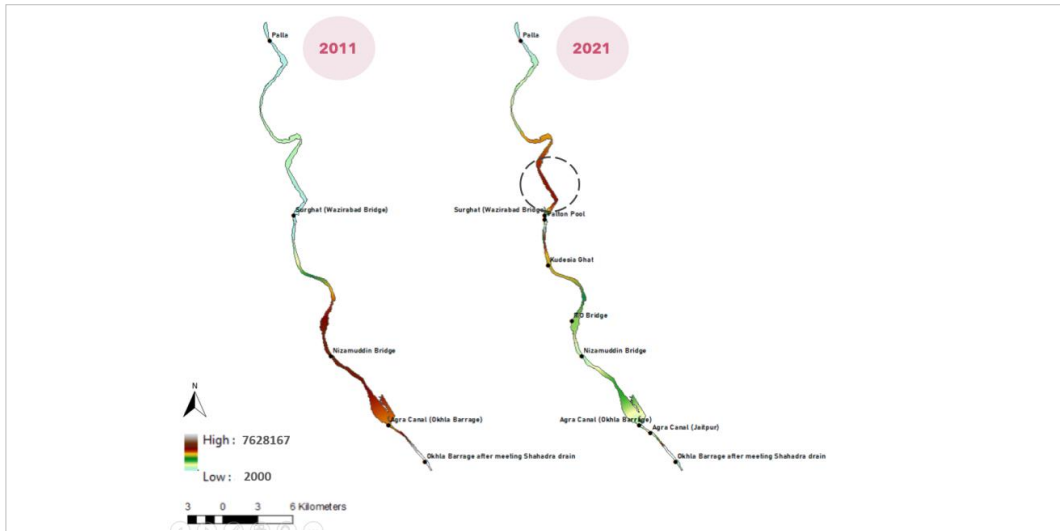 2011
2021
Palla
Palla
Surghat (Wazirabad Bridge)
Surghat (Wazirabad Bridge)
Patton Pool
Kudesia Ghat
ITO Bridge
Nizamuddin Bridge
Nizamuddin Bridge
Agra Canal (Okhla Barrage)
Agra Canal (Okhla Barrage)
Agra Canal (Jaitpur)
Okhla Barrage after meeting Shahadra drain
Okhla Barrage after meeting Shahadra drain
N
High : 7628167
Low : 2000
3 0 3 6 Kilometers